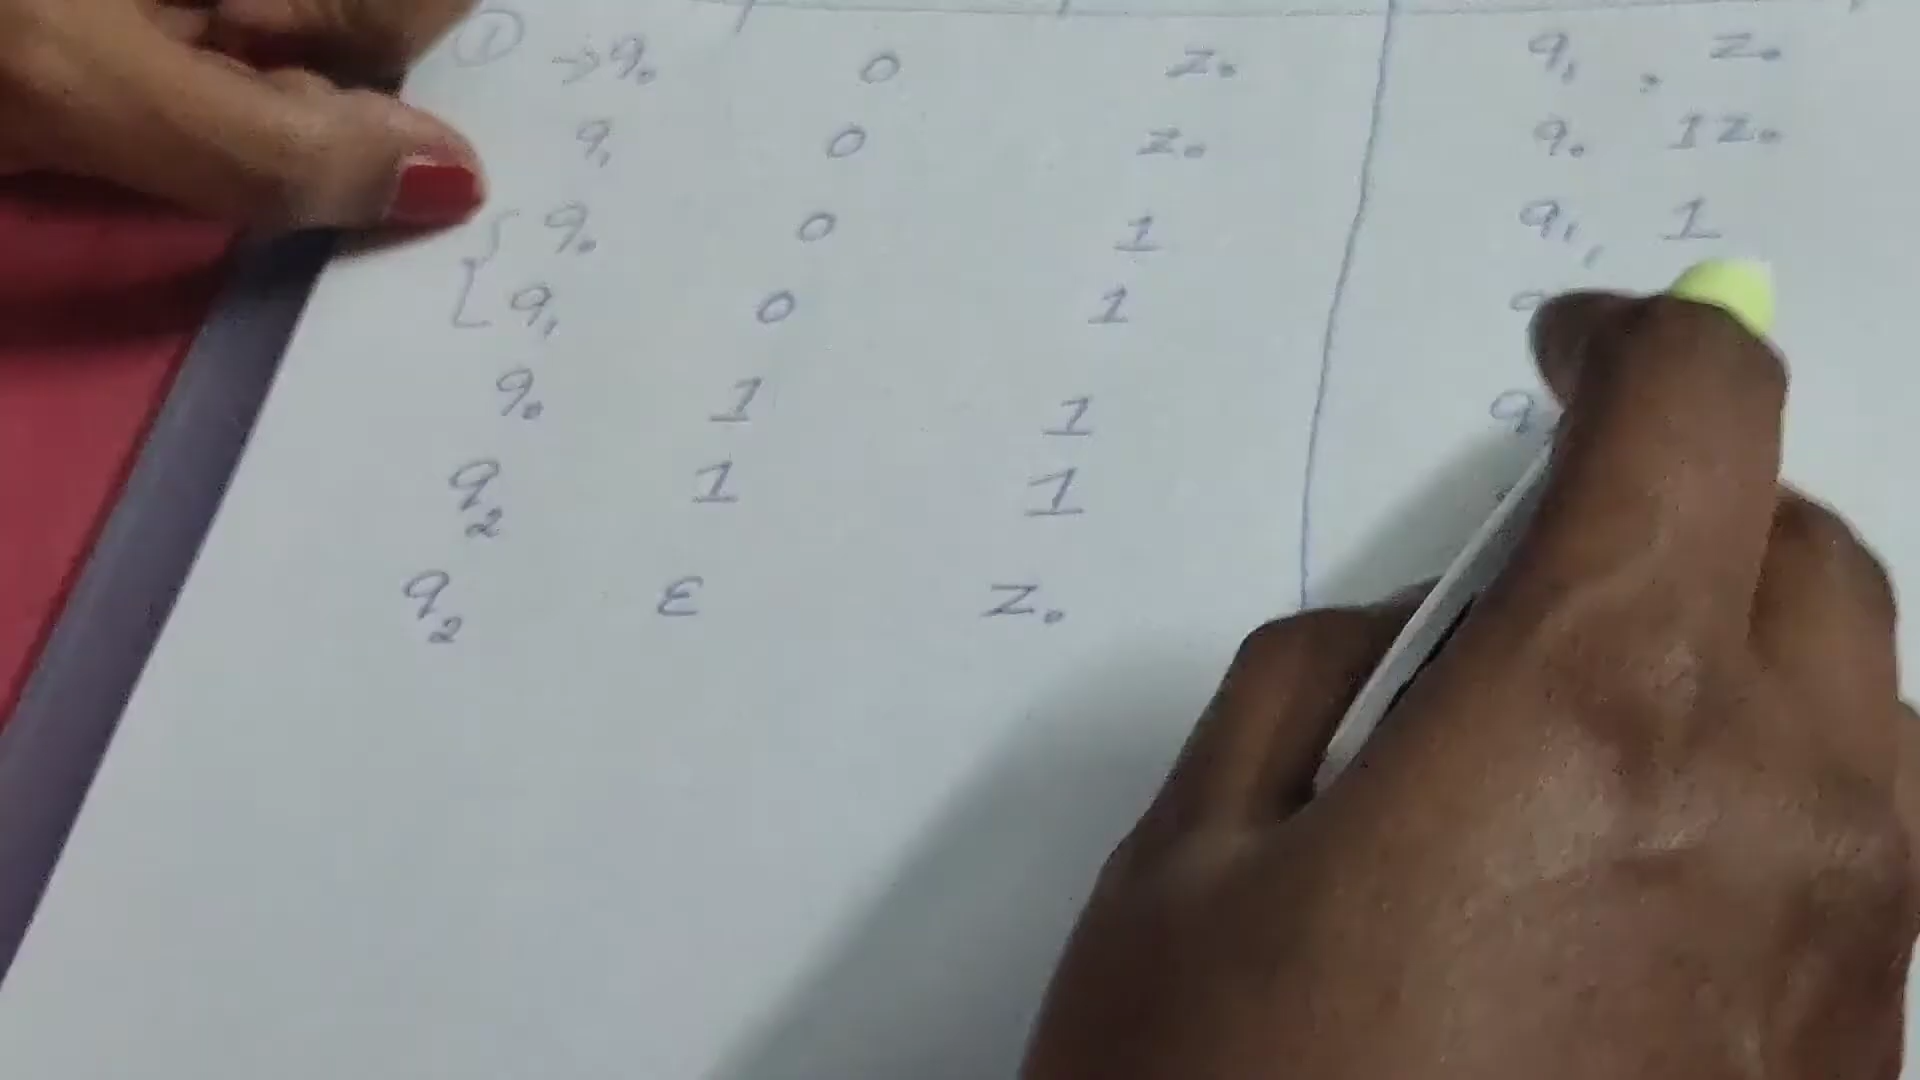 ① → q₀ 0 Z₀ q₁, Z₀
q₁ 0 Z₀ q₀ 1Z₀
q₀ 0 1 q₁, 1
q₁ 0 1
q₀ 1 1 q
q₂ 1 1
q₂ ε Z₀